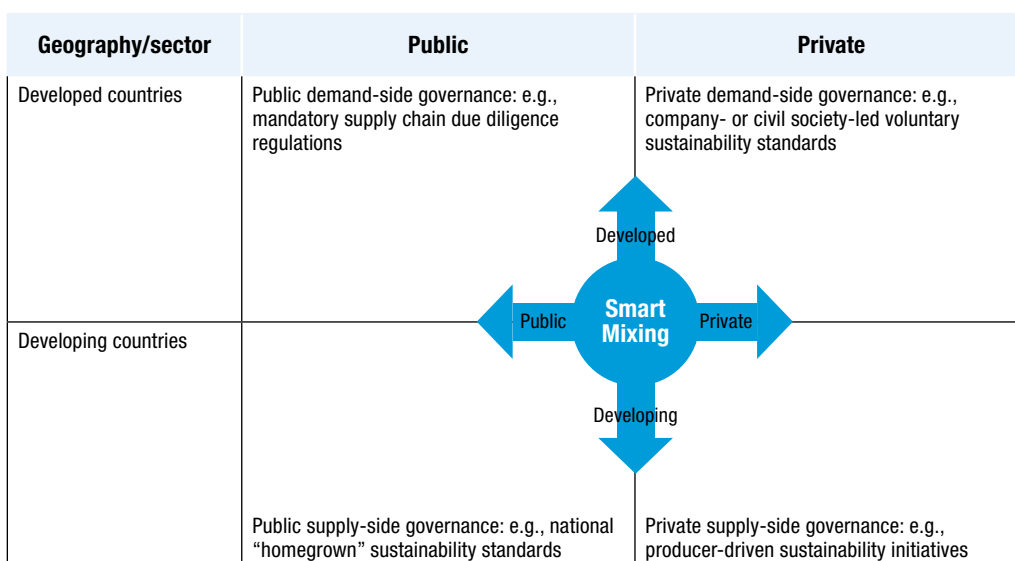 Geography/sector
Public
Private
Developed countries
Public demand-side governance: e.g.,
mandatory supply chain due diligence
regulations
Private demand-side governance: e.g.,
company- or civil society-led voluntary
sustainability standards
Developed
Public
Smart
Mixing
Private
Developing
Developing countries
Public supply-side governance: e.g., national
“homegrown” sustainability standards
Private supply-side governance: e.g.,
producer-driven sustainability initiatives